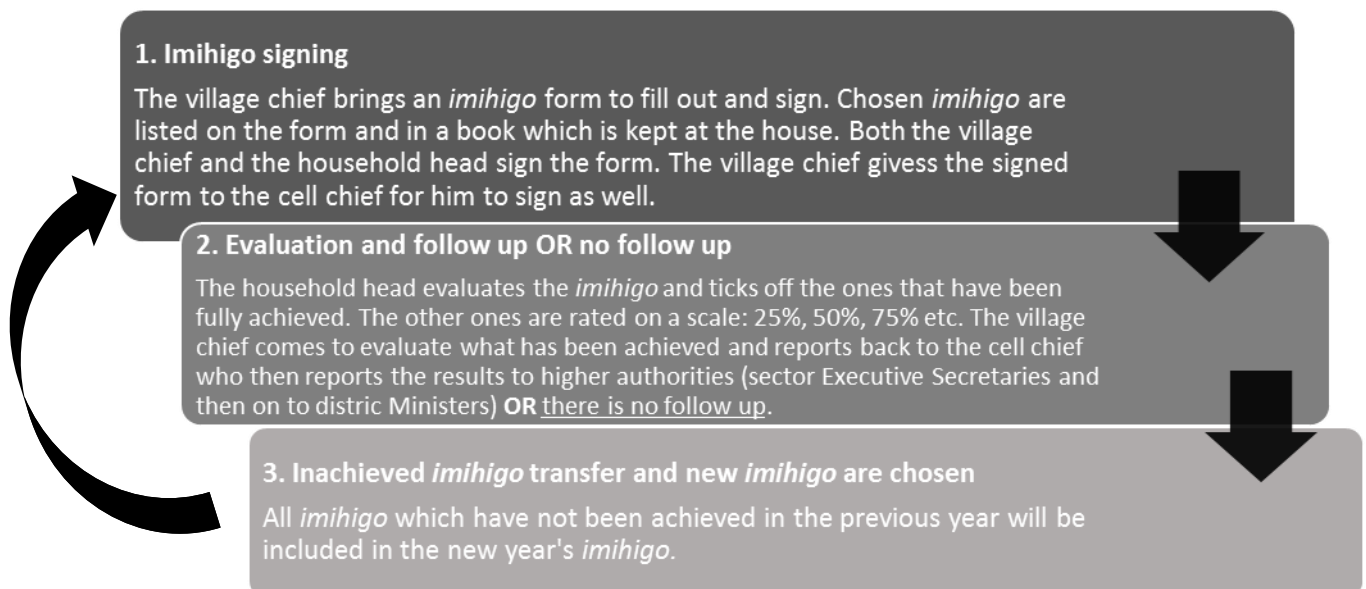 1. Imihigo signing
The village chief brings an imihigo form to fill out and sign. Chosen imihigo are
listed on the form and in a book which is kept at the house. Both the village
chief and the household head sign the form. The village chief givess the signed
form to the cell chief for him to sign as well.
2. Evaluation and follow up OR no follow up
The household head evaluates the imihigo and ticks off the ones that have been
fully achieved. The other ones are rated on a scale: 25%, 50%, 75% etc. The village
chief comes to evaluate what has been achieved and reports back to the cell chief
who then reports the results to higher authorities (sector Executive Secretaries and
then on to distric Ministers) OR there is no follow up.
3. Inachieved imihigo transfer and new imihigo are chosen
All imihigo which have not been achieved in the previous year will be
included in the new year's imihigo.